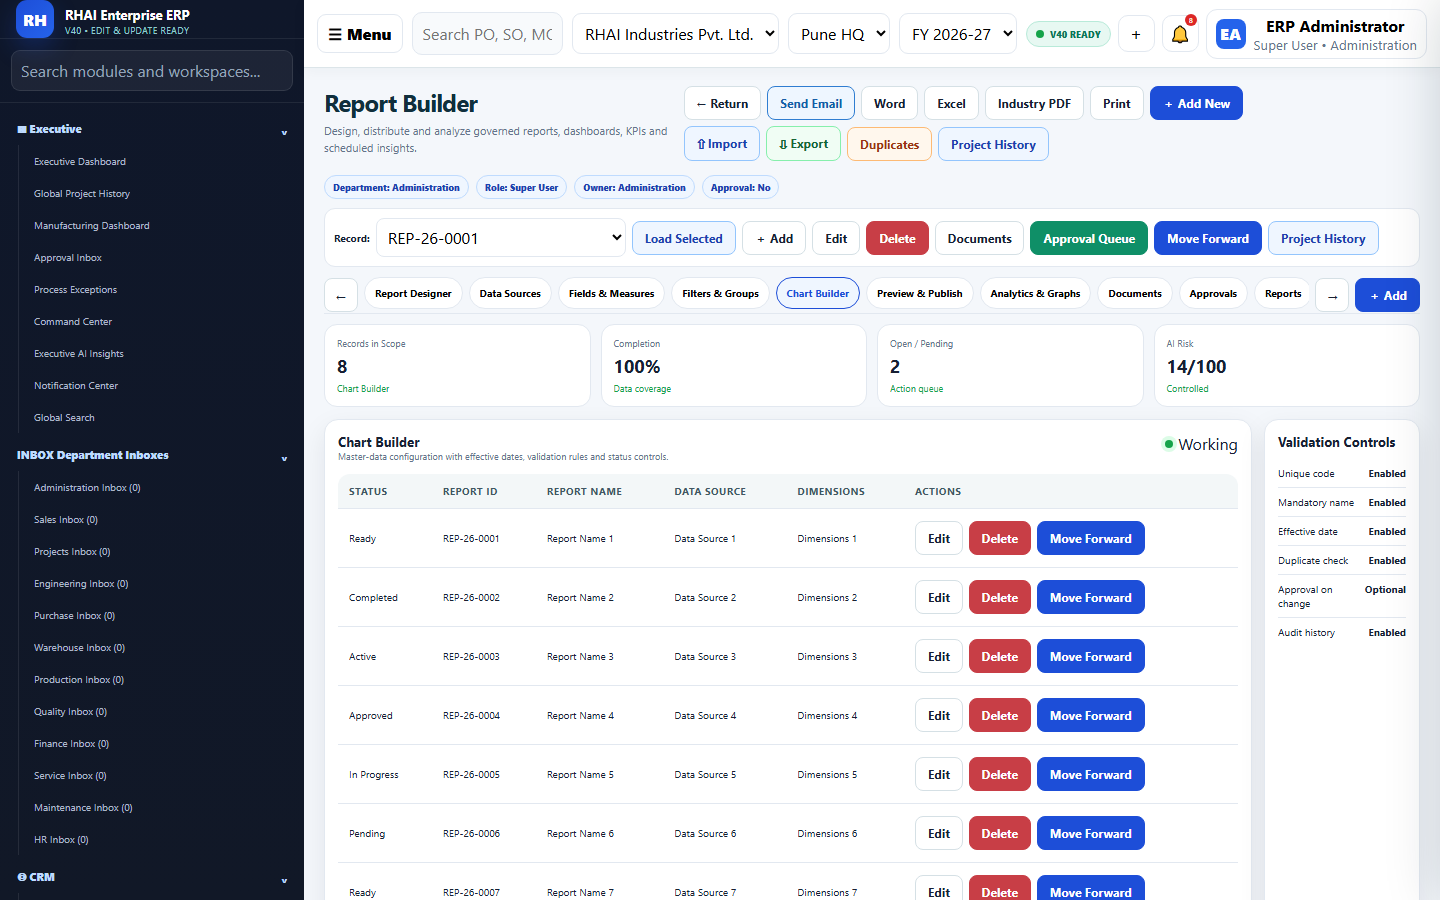 RH
RHAI Enterprise ERP
V40 • EDIT & UPDATE READY
Search modules and workspaces...
Executive
Executive Dashboard
Global Project History
Manufacturing Dashboard
Approval Inbox
Process Exceptions
Command Center
Executive AI Insights
Notification Center
Global Search
INBOX Department Inboxes
Administration Inbox (0)
Sales Inbox (0)
Projects Inbox (0)
Engineering Inbox (0)
Purchase Inbox (0)
Warehouse Inbox (0)
Production Inbox (0)
Quality Inbox (0)
Finance Inbox (0)
Service Inbox (0)
Maintenance Inbox (0)
HR Inbox (0)
CRM
☰ Menu
Search PO, SO, MO
RHAI Industries Pvt. Ltd.
Pune HQ
FY 2026-27
V40 READY
+
8
EA
ERP Administrator
Super User • Administration
Report Builder
Design, distribute and analyze governed reports, dashboards, KPIs and
scheduled insights.
← Return
Send Email
Word
Excel
Industry PDF
Print
+ Add New
⇧ Import
⇩ Export
Duplicates
Project History
Department: Administration
Role: Super User
Owner: Administration
Approval: No
Record:
REP-26-0001
Load Selected
+ Add
Edit
Delete
Documents
Approval Queue
Move Forward
Project History
←
Report Designer
Data Sources
Fields & Measures
Filters & Groups
Chart Builder
Preview & Publish
Analytics & Graphs
Documents
Approvals
Reports
→
+ Add
Records in Scope
8
Chart Builder
Completion
100%
Data coverage
Open / Pending
2
Action queue
AI Risk
14/100
Controlled
Chart Builder
Master-data configuration with effective dates, validation rules and status controls.
Working
STATUS REPORT ID REPORT NAME DATA SOURCE DIMENSIONS ACTIONS
Ready REP-26-0001 Report Name 1 Data Source 1 Dimensions 1 Edit Delete Move Forward
Completed REP-26-0002 Report Name 2 Data Source 2 Dimensions 2 Edit Delete Move Forward
Active REP-26-0003 Report Name 3 Data Source 3 Dimensions 3 Edit Delete Move Forward
Approved REP-26-0004 Report Name 4 Data Source 4 Dimensions 4 Edit Delete Move Forward
In Progress REP-26-0005 Report Name 5 Data Source 5 Dimensions 5 Edit Delete Move Forward
Pending REP-26-0006 Report Name 6 Data Source 6 Dimensions 6 Edit Delete Move Forward
Ready REP-26-0007 Report Name 7 Data Source 7 Dimensions 7 Edit Delete Move Forward
Validation Controls
Unique code Enabled
Mandatory name Enabled
Effective date Enabled
Duplicate check Enabled
Approval on change Optional
Audit history Enabled